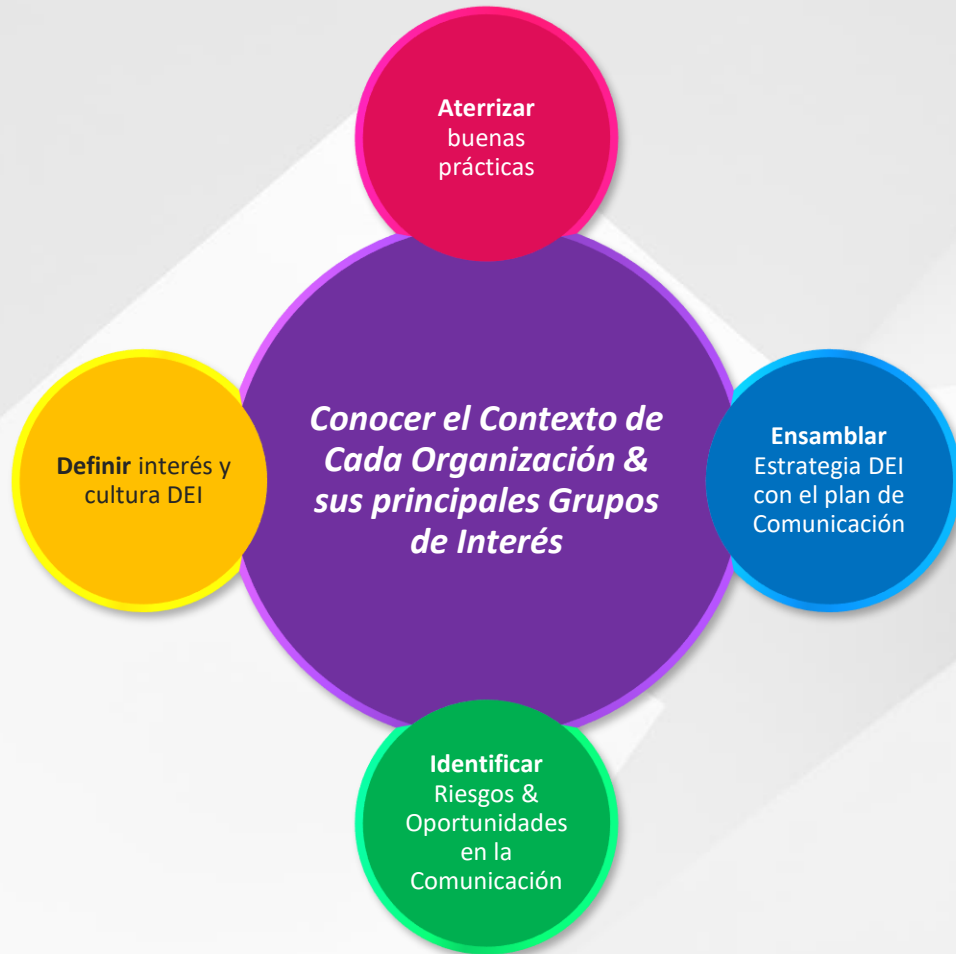 Aterrizar
buenas
prácticas
Definir interés y
cultura DEI
Conocer el Contexto de
Cada Organización &
sus principales Grupos
de Interés
Ensamblar
Estrategia DEI
con el plan de
Comunicación
Identificar
Riesgos &
Oportunidades
en la
Comunicación